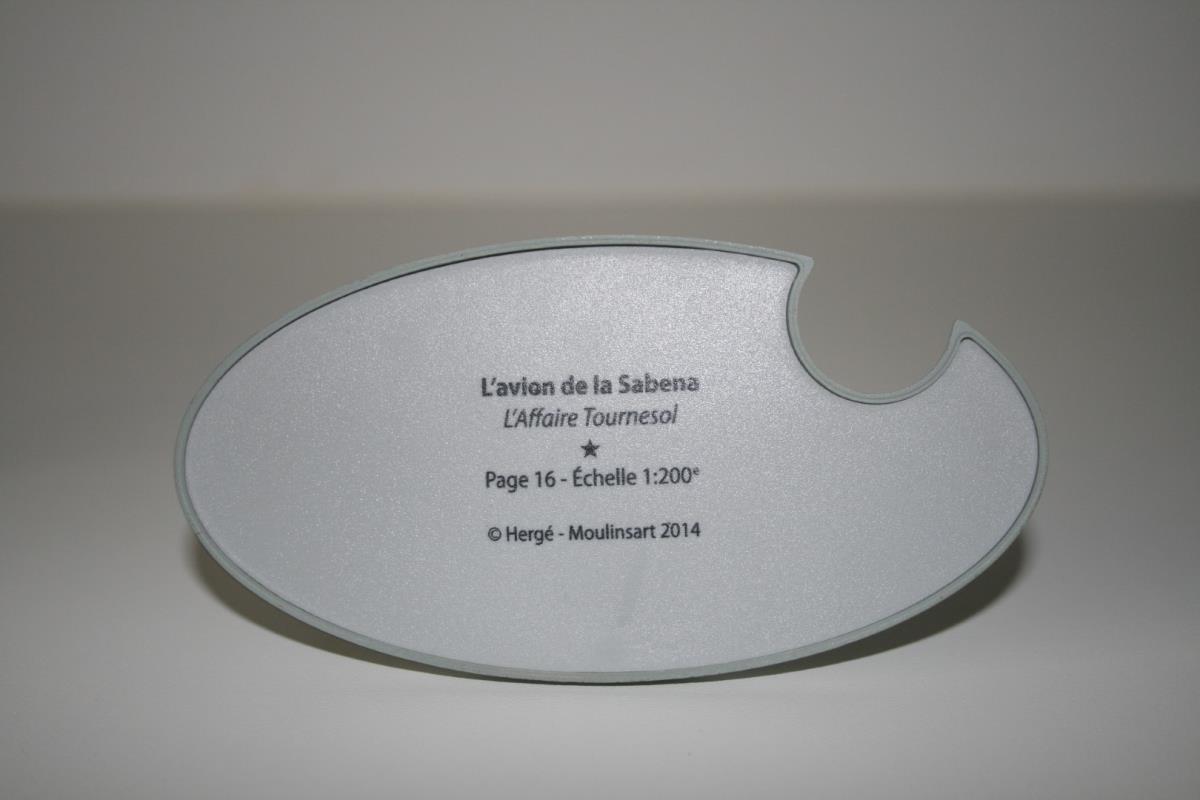 L'avion de la Sabena
L'Affaire Tournesol
★
Page 16 - Échelle 1:200ᵉ
© Hergé - Moulinsart 2014